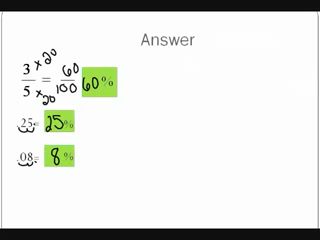 Answer
3/5 × 20 × 20 = 60/100 60%
.25= 25%
.08= 8%